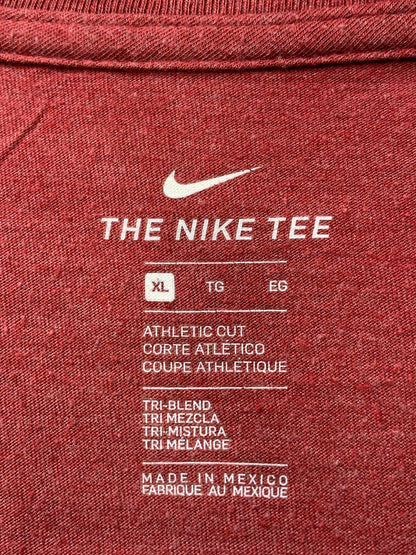 THE NIKE TEE
XL TG EG
ATHLETIC CUT
CORTE ATLÉTICO
COUPE ATHLÉTIQUE
TRI-BLEND
TRI MEZCLA
TRI-MISTURA
TRI MÉLANGE
MADE IN MEXICO
FABRIQUE AU MEXIQUE